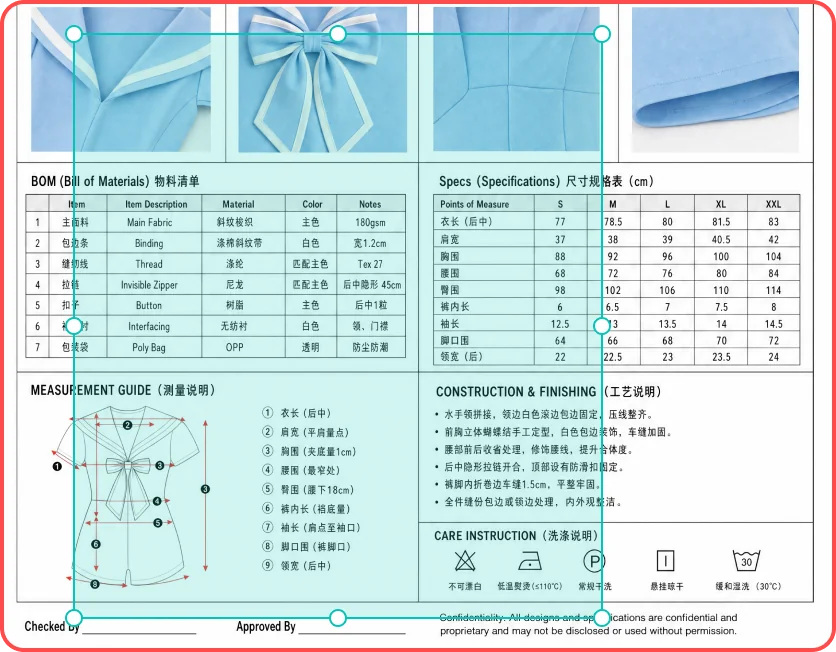 BOM (Bill of Materials) 物料清单
Item Item Description Material Color Notes
1 主面料 Main Fabric 斜纹梭织 主色 180gsm
2 包边条 Binding 涤棉斜纹带 白色 宽1.2cm
3 缝纫线 Thread 涤纶 匹配主色 Tex 27
4 拉链 Invisible Zipper 尼龙 匹配主色 后中隐形 45cm
5 扣子 Button 树脂 主色 后中1粒
6 Interfacing 无纺衬 白色 领、门襟
7 包装袋 Poly Bag OPP 透明 防尘防潮
Specs (Specifications) 尺寸规格表（cm）
Points of Measure S M L XL XXL
衣长（后中） 77 78.5 80 81.5 83
肩宽 37 38 39 40.5 42
胸围 88 92 96 100 104
腰围 68 72 76 80 84
臀围 98 102 106 110 114
裤内长 6 6.5 7 7.5 8
袖长 12.5 13 13.5 14 14.5
脚口围 64 66 68 70 72
领宽（后） 22 22.5 23 23.5 24
MEASUREMENT GUIDE（测量说明）
2
1
3
3
4
5
6
8
① 衣长（后中）
② 肩宽（平肩量点）
③ 胸围（夹底量1cm）
④ 腰围（最窄处）
⑤ 臀围（腰下18cm）
⑥ 裤内长（裆底量）
⑦ 袖长（肩点至袖口）
⑧ 脚口围（裤脚口）
⑨ 领宽（后中）
CONSTRUCTION & FINISHING（工艺说明）
• 水手领拼接，领边白色滚边包边固定，压线整齐。
• 前胸立体蝴蝶结手工定型，白色包边装饰，车缝加固。
• 腰部前后收省处理，修饰腰线，提升合体度。
• 后中隐形拉链开合，顶部设有防滑扣固定。
• 裤脚内折卷边车缝1.5cm，平整牢固。
• 全件缝份包边或锁边处理，内外观整洁。
CARE INSTRUCTION（洗涤说明）
P 30
不可漂白 低温熨烫(≤110℃) 常规干洗 悬挂晾干 缓和湿洗（30℃）
Checked By Approved By
Confidentiality: All designs and specifications are confidential and
proprietary and may not be disclosed or used without permission.